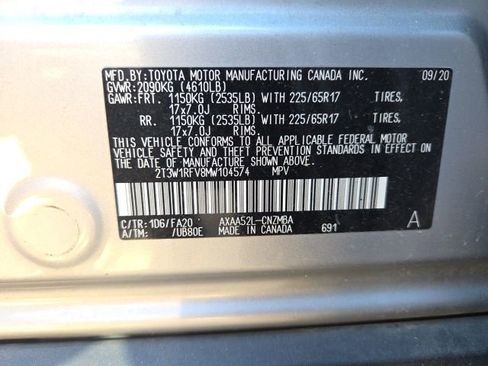 MFD.BY:TOYOTA MOTOR MANUFACTURING CANADA INC. 09/20
GVWR:2090KG (4610LB)
GAWR:FRT. 1150KG (2535LB) WITH 225/65R17 TIRES,
17x7.0J RIMS.
RR. 1150KG (2535LB) WITH 225/65R17 TIRES,
17x7.0J RIMS.
THIS VEHICLE CONFORMS TO ALL APPLICABLE FEDERAL MOTOR
VEHICLE SAFETY AND THEFT PREVENTION STANDARDS IN EFFECT
ON THE DATE OF MANUFACTURE SHOWN ABOVE.
2T3W1RFV8MW104574 MPV
C/TR:1D6/FA20 AXAA52L-CNZMBA
A/TM: /UB80E MADE IN CANADA 691 A